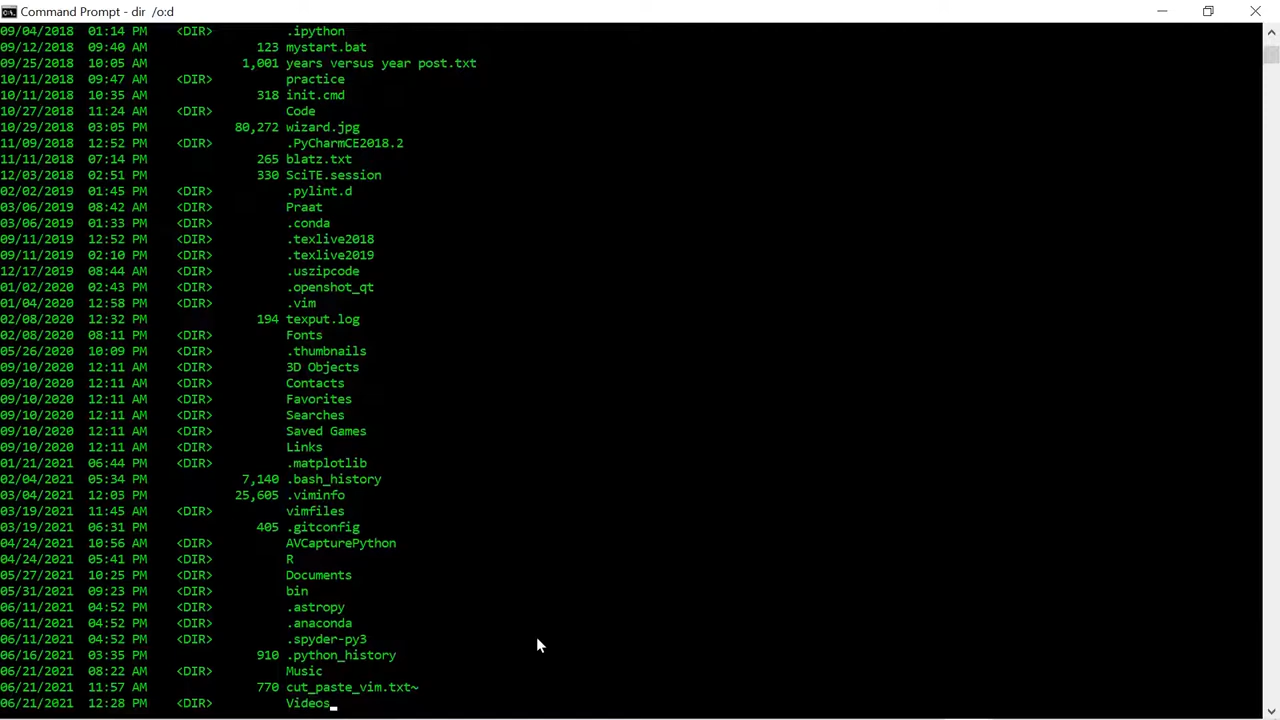 Command Prompt - dir  /o:d
09/04/2018  01:14 PM    <DIR>          .ipython
09/12/2018  09:40 AM               123 mystart.bat
09/25/2018  10:05 AM             1,001 years versus year post.txt
10/11/2018  09:47 AM    <DIR>          practice
10/11/2018  10:35 AM               318 init.cmd
10/27/2018  11:24 AM    <DIR>          Code
10/29/2018  03:05 PM            80,272 wizard.jpg
11/09/2018  12:52 PM    <DIR>          .PyCharmCE2018.2
11/11/2018  07:14 PM               265 blatz.txt
12/03/2018  02:51 PM               330 SciTE.session
02/02/2019  01:45 PM    <DIR>          .pylint.d
03/06/2019  08:42 AM    <DIR>          Praat
03/06/2019  01:33 PM    <DIR>          .conda
09/11/2019  12:52 PM    <DIR>          .texlive2018
09/11/2019  02:10 PM    <DIR>          .texlive2019
12/17/2019  08:44 AM    <DIR>          .uszipcode
01/02/2020  02:43 PM    <DIR>          .openshot_qt
01/04/2020  12:58 PM    <DIR>          .vim
02/08/2020  12:32 PM               194 texput.log
02/08/2020  08:11 PM    <DIR>          Fonts
05/26/2020  10:09 PM    <DIR>          .thumbnails
09/10/2020  12:11 AM    <DIR>          3D Objects
09/10/2020  12:11 AM    <DIR>          Contacts
09/10/2020  12:11 AM    <DIR>          Favorites
09/10/2020  12:11 AM    <DIR>          Searches
09/10/2020  12:11 AM    <DIR>          Saved Games
09/10/2020  12:11 AM    <DIR>          Links
01/21/2021  06:44 PM    <DIR>          .matplotlib
02/04/2021  05:34 PM             7,140 .bash_history
03/04/2021  12:03 PM            25,605 .viminfo
03/19/2021  11:45 AM    <DIR>          vimfiles
03/19/2021  06:31 PM               405 .gitconfig
04/24/2021  10:56 AM    <DIR>          AVCapturePython
04/24/2021  05:41 PM    <DIR>          R
05/27/2021  10:25 PM    <DIR>          Documents
05/31/2021  09:23 PM    <DIR>          bin
06/11/2021  04:52 PM    <DIR>          .astropy
06/11/2021  04:52 PM    <DIR>          .anaconda
06/11/2021  04:52 PM    <DIR>          .spyder-py3
06/16/2021  03:35 PM               910 .python_history
06/21/2021  08:22 AM    <DIR>          Music
06/21/2021  11:57 AM               770 cut_paste_vim.txt~
06/21/2021  12:28 PM    <DIR>          Videos